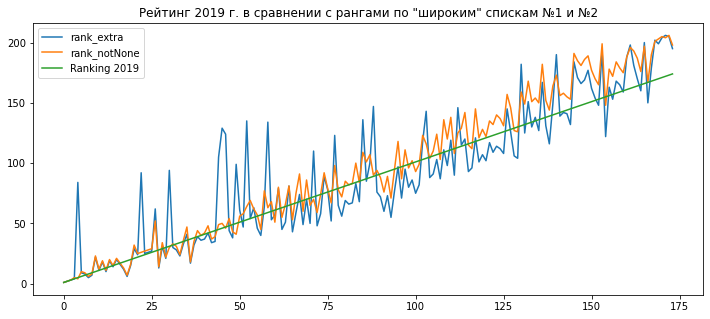 Рейтинг 2019 г. в сравнении с рангами по "широким" спискам №1 и №2
rank_extra
rank_notNone
Ranking 2019
200
150
100
50
0
0 25 50 75 100 125 150 175